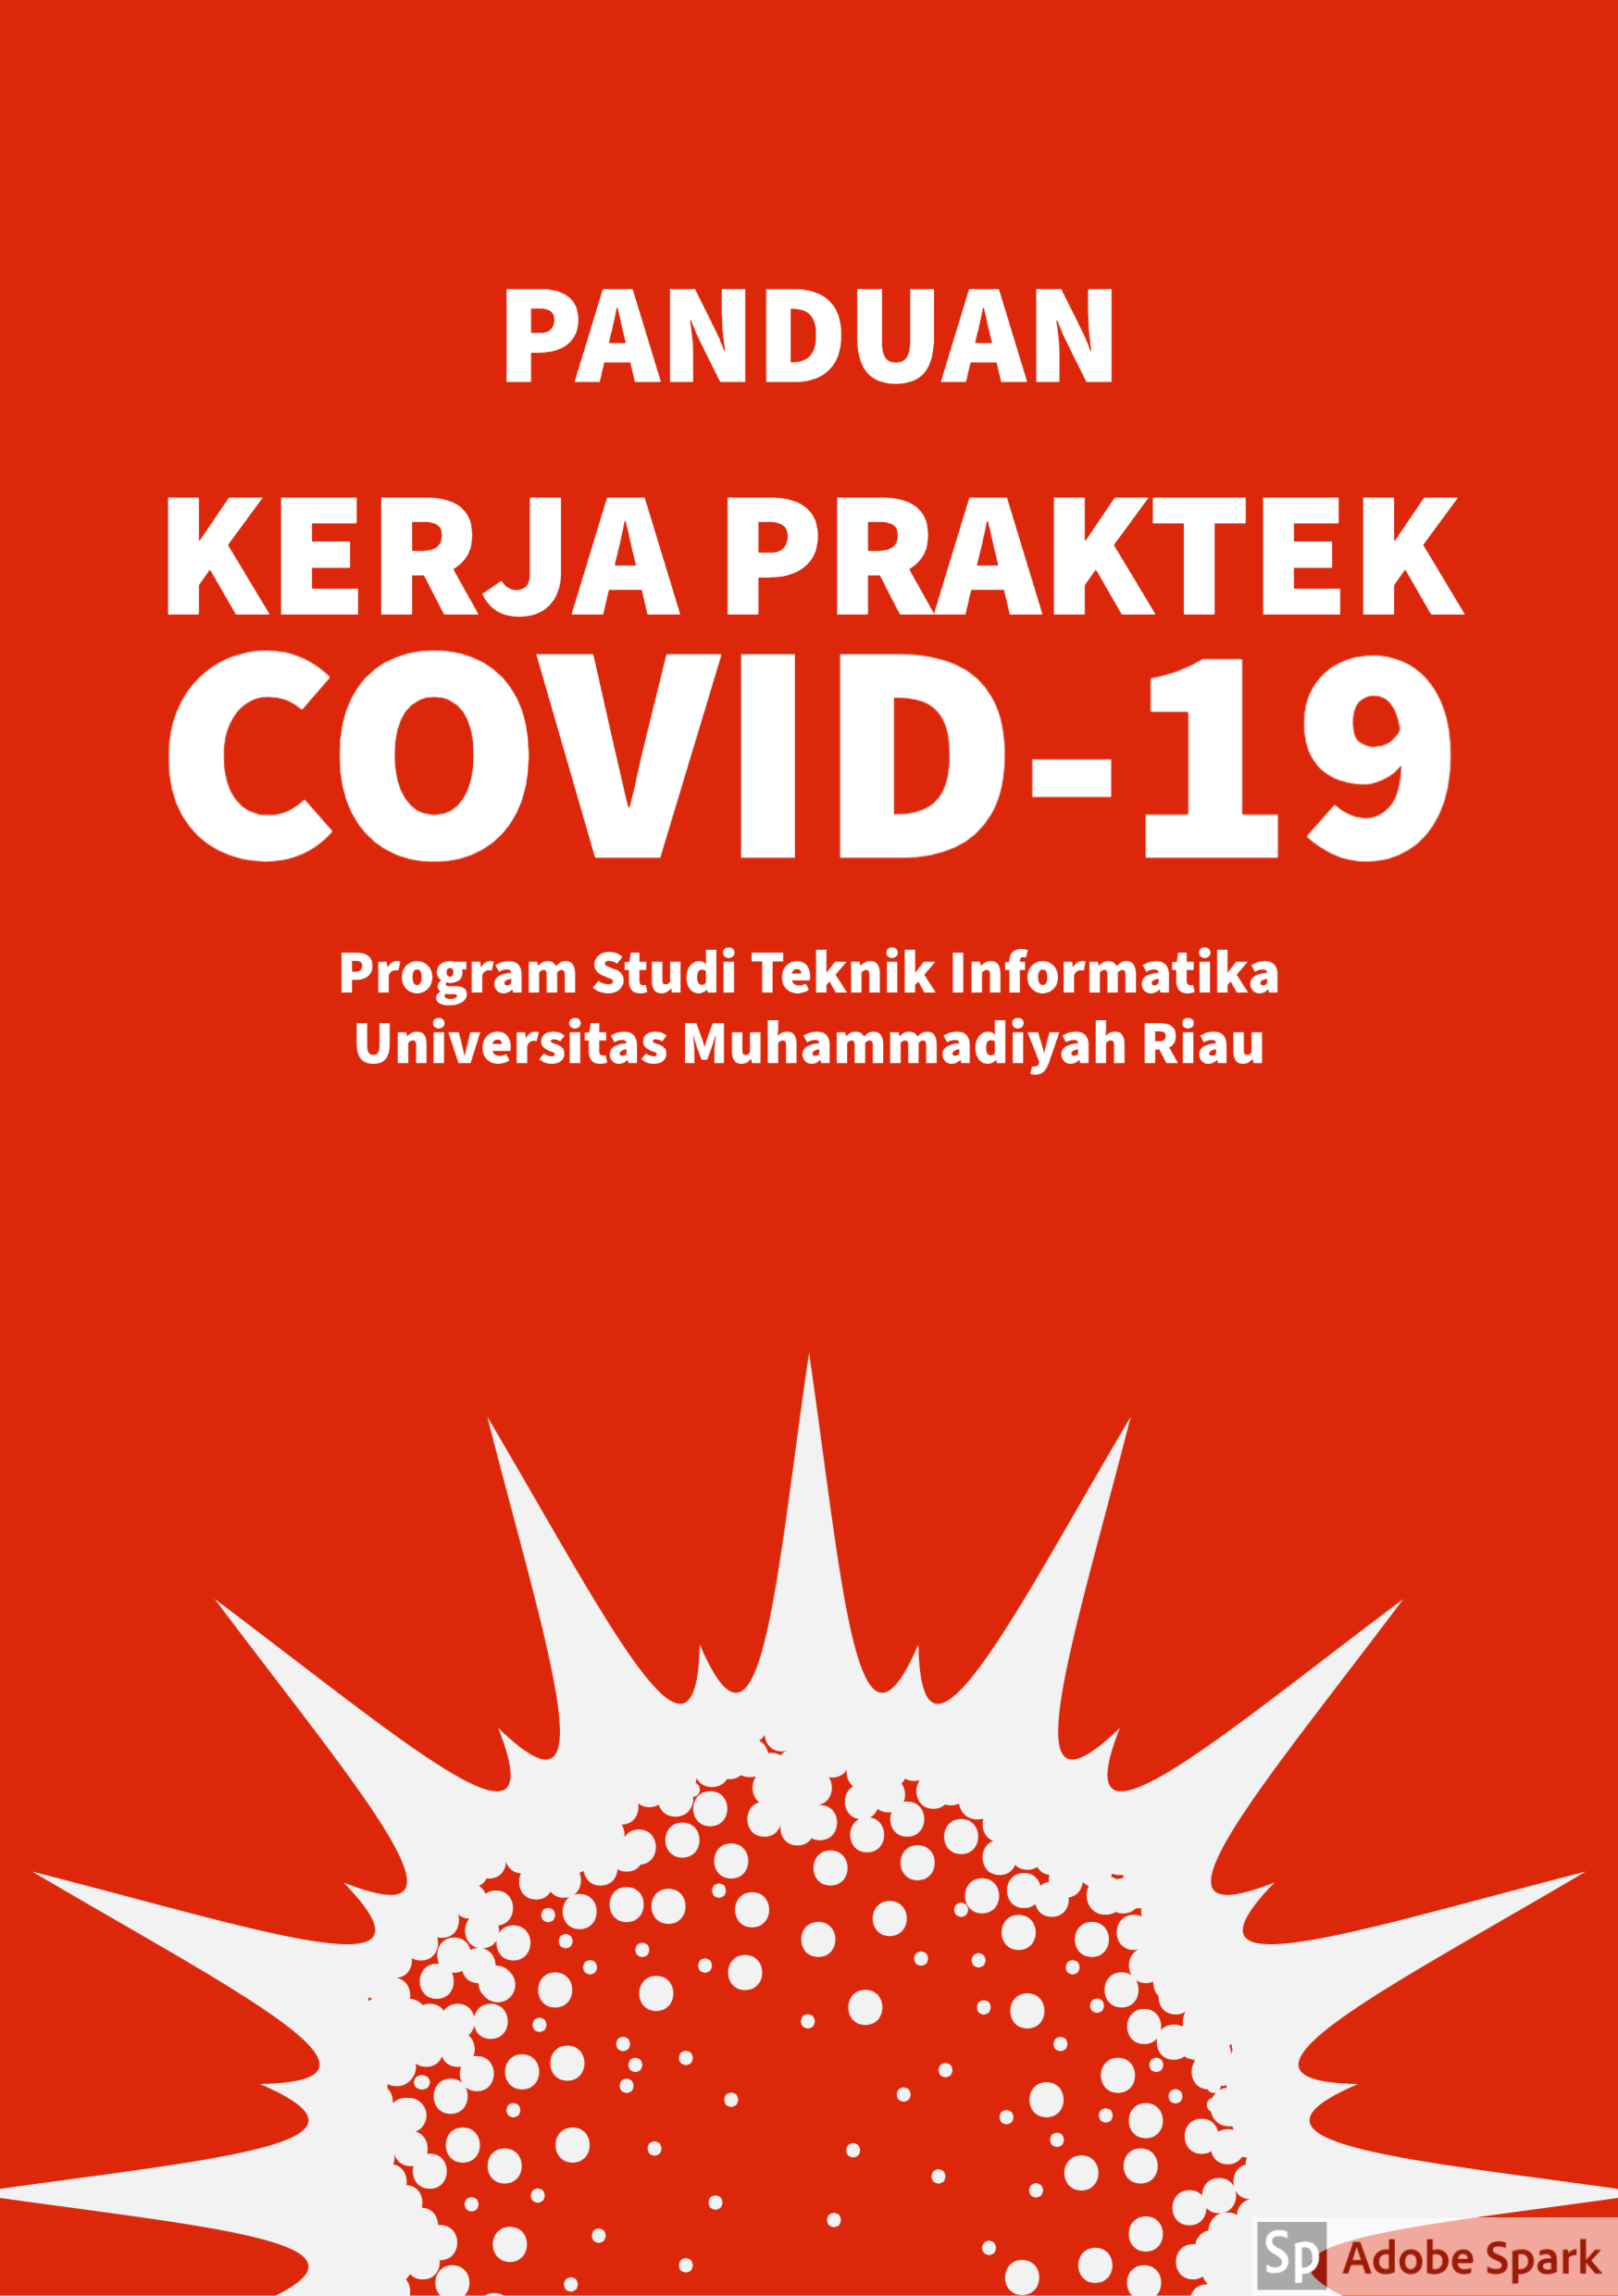 PANDUAN
KERJA PRAKTEK
COVID-19
Program Studi Teknik Informatika
Universitas Muhammadiyah Riau
Sp Adobe Spark